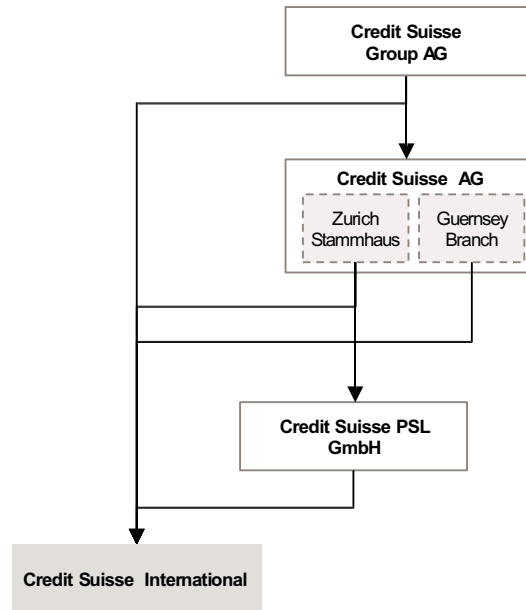 Credit Suisse
Group AG
Credit Suisse AG
Zurich
Stammhaus
Guernsey
Branch
Credit Suisse PSL
GmbH
Credit Suisse International